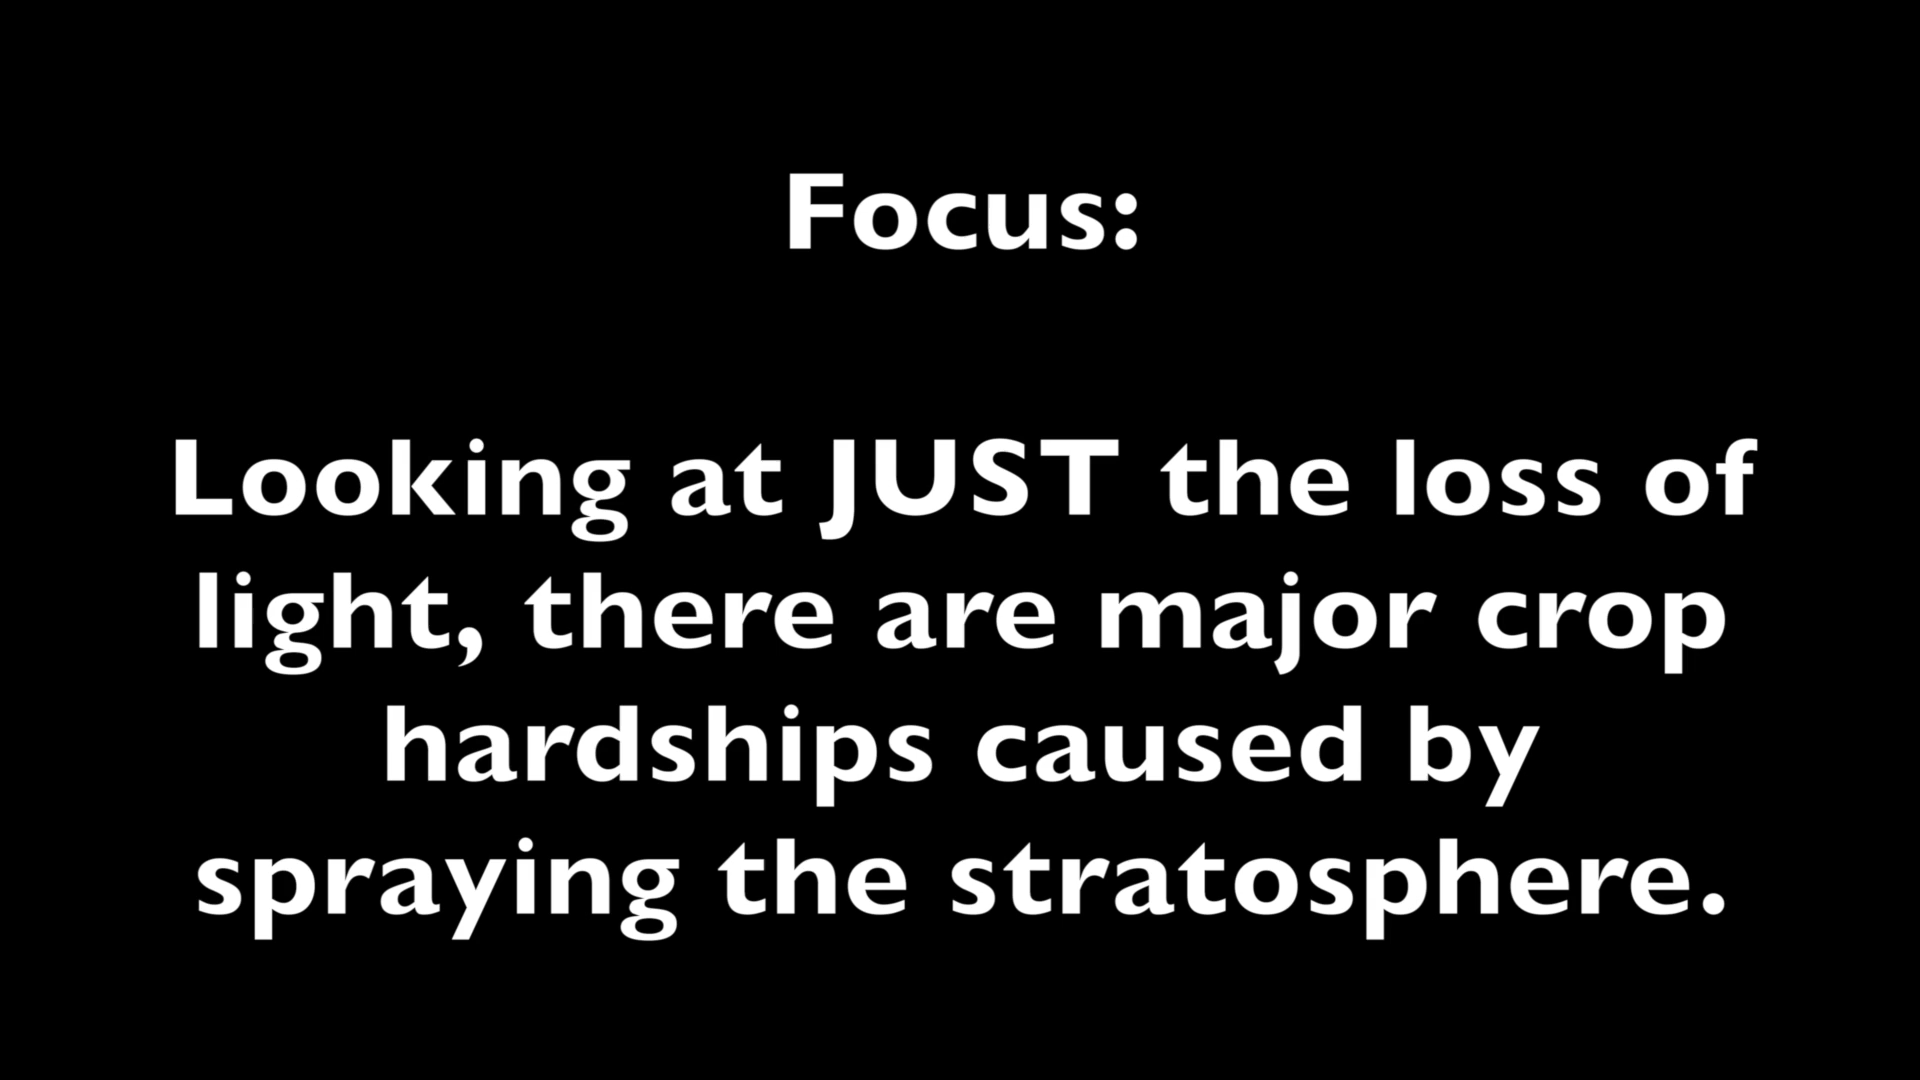 Focus:
Looking at JUST the loss of
light, there are major crop
hardships caused by
spraying the stratosphere.